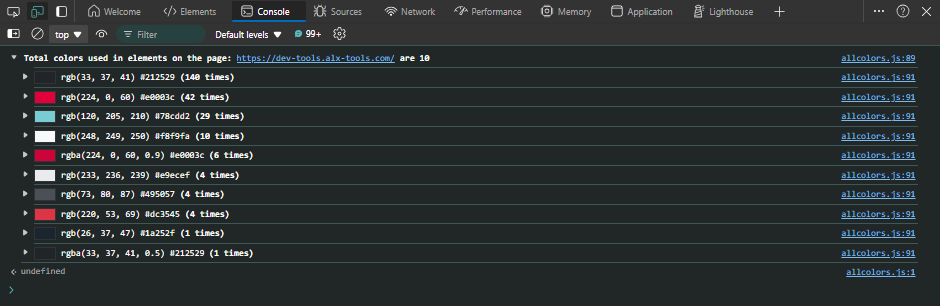 Welcome Elements Console Sources Network Performance Memory Application Lighthouse
top Filter Default levels 99+
Total colors used in elements on the page: https://dev-tools.alx-tools.com/ are 10 allcolors.js:89
rgb(33, 37, 41) #212529 (140 times) allcolors.js:91
rgb(224, 0, 60) #e0003c (42 times) allcolors.js:91
rgb(120, 205, 210) #78cdd2 (29 times) allcolors.js:91
rgb(248, 249, 250) #f8f9fa (10 times) allcolors.js:91
rgba(224, 0, 60, 0.9) #e0003c (6 times) allcolors.js:91
rgb(233, 236, 239) #e9ecef (4 times) allcolors.js:91
rgb(73, 80, 87) #495057 (4 times) allcolors.js:91
rgb(220, 53, 69) #dc3545 (4 times) allcolors.js:91
rgb(26, 37, 47) #1a252f (1 times) allcolors.js:91
rgba(33, 37, 41, 0.5) #212529 (1 times) allcolors.js:91
undefined allcolors.js:1